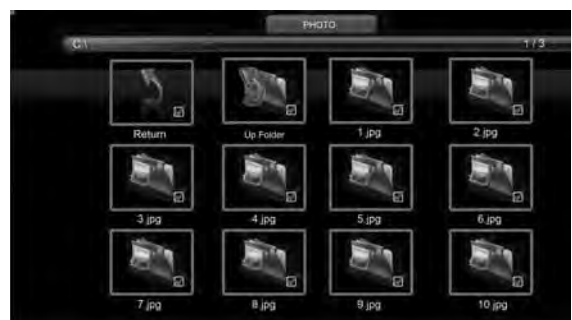 PHOTO
C:\ 1 / 3
Return Up Folder 1.jpg 2.jpg
3.jpg 4.jpg 5.jpg 6.jpg
7.jpg 8.jpg 9.jpg 10.jpg